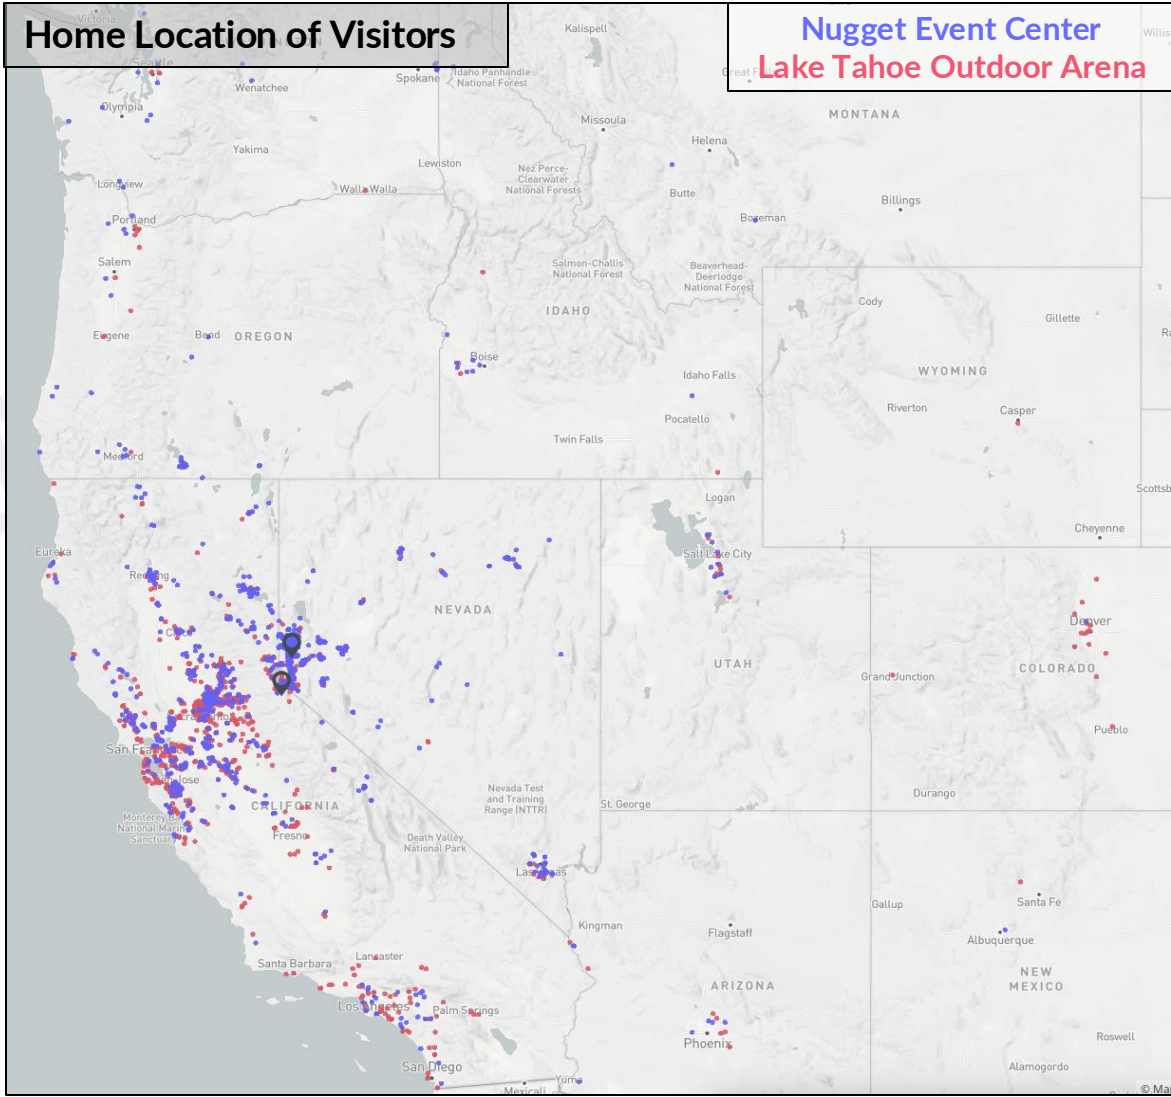 Home Location of Visitors
Nugget Event Center
Lake Tahoe Outdoor Arena
Victoria
Seattle
Kalispell
Spokane
Idaho Panhandle
National Forest
Wenatchee
Olympia
Missoula
MONTANA
Helena
Yakima
Lewiston
Nez Perce-
Clearwater
National Forests
Longview
Walla Walla
Butte
Billings
Portland
Bozeman
Salem
Salmon-Challis
National Forest
Beaverhead-
Deerlodge
National Forest
Cody
IDAHO
Gillette
Eugene
Bend
OREGON
Boise
WYOMING
Idaho Falls
Riverton
Casper
Pocatello
Twin Falls
Medford
Logan
Cheyenne
Eureka
Salt Lake City
Redding
NEVADA
Denver
Chico
UTAH
COLORADO
Grand Junction
Sacramento
Pueblo
San Francisco
San Jose
Nevada Test
and Training
Range (NTTR)
St. George
Durango
CALIFORNIA
Monterey Bay
National Marine
Sanctuary
Fresno
Death Valley
National Park
Las Vegas
Gallup
Santa Fe
Kingman
Flagstaff
Albuquerque
Santa Barbara
Lancaster
NEW
MEXICO
ARIZONA
Los Angeles
Palm Springs
Phoenix
Roswell
San Diego
Alamogordo
Yuma
Mexicali
© Ma